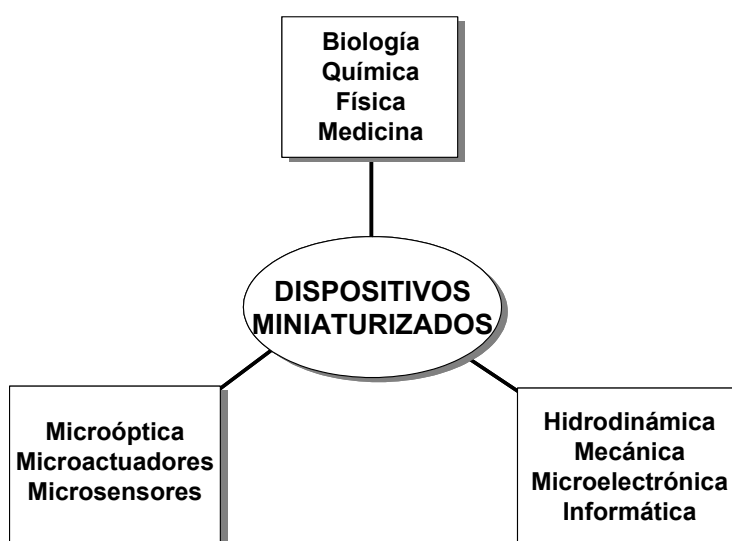 Biología
Química
Física
Medicina
DISPOSITIVOS
MINIATURIZADOS
Microóptica
Microactuadores
Microsensores
Hidrodinámica
Mecánica
Microelectrónica
Informática